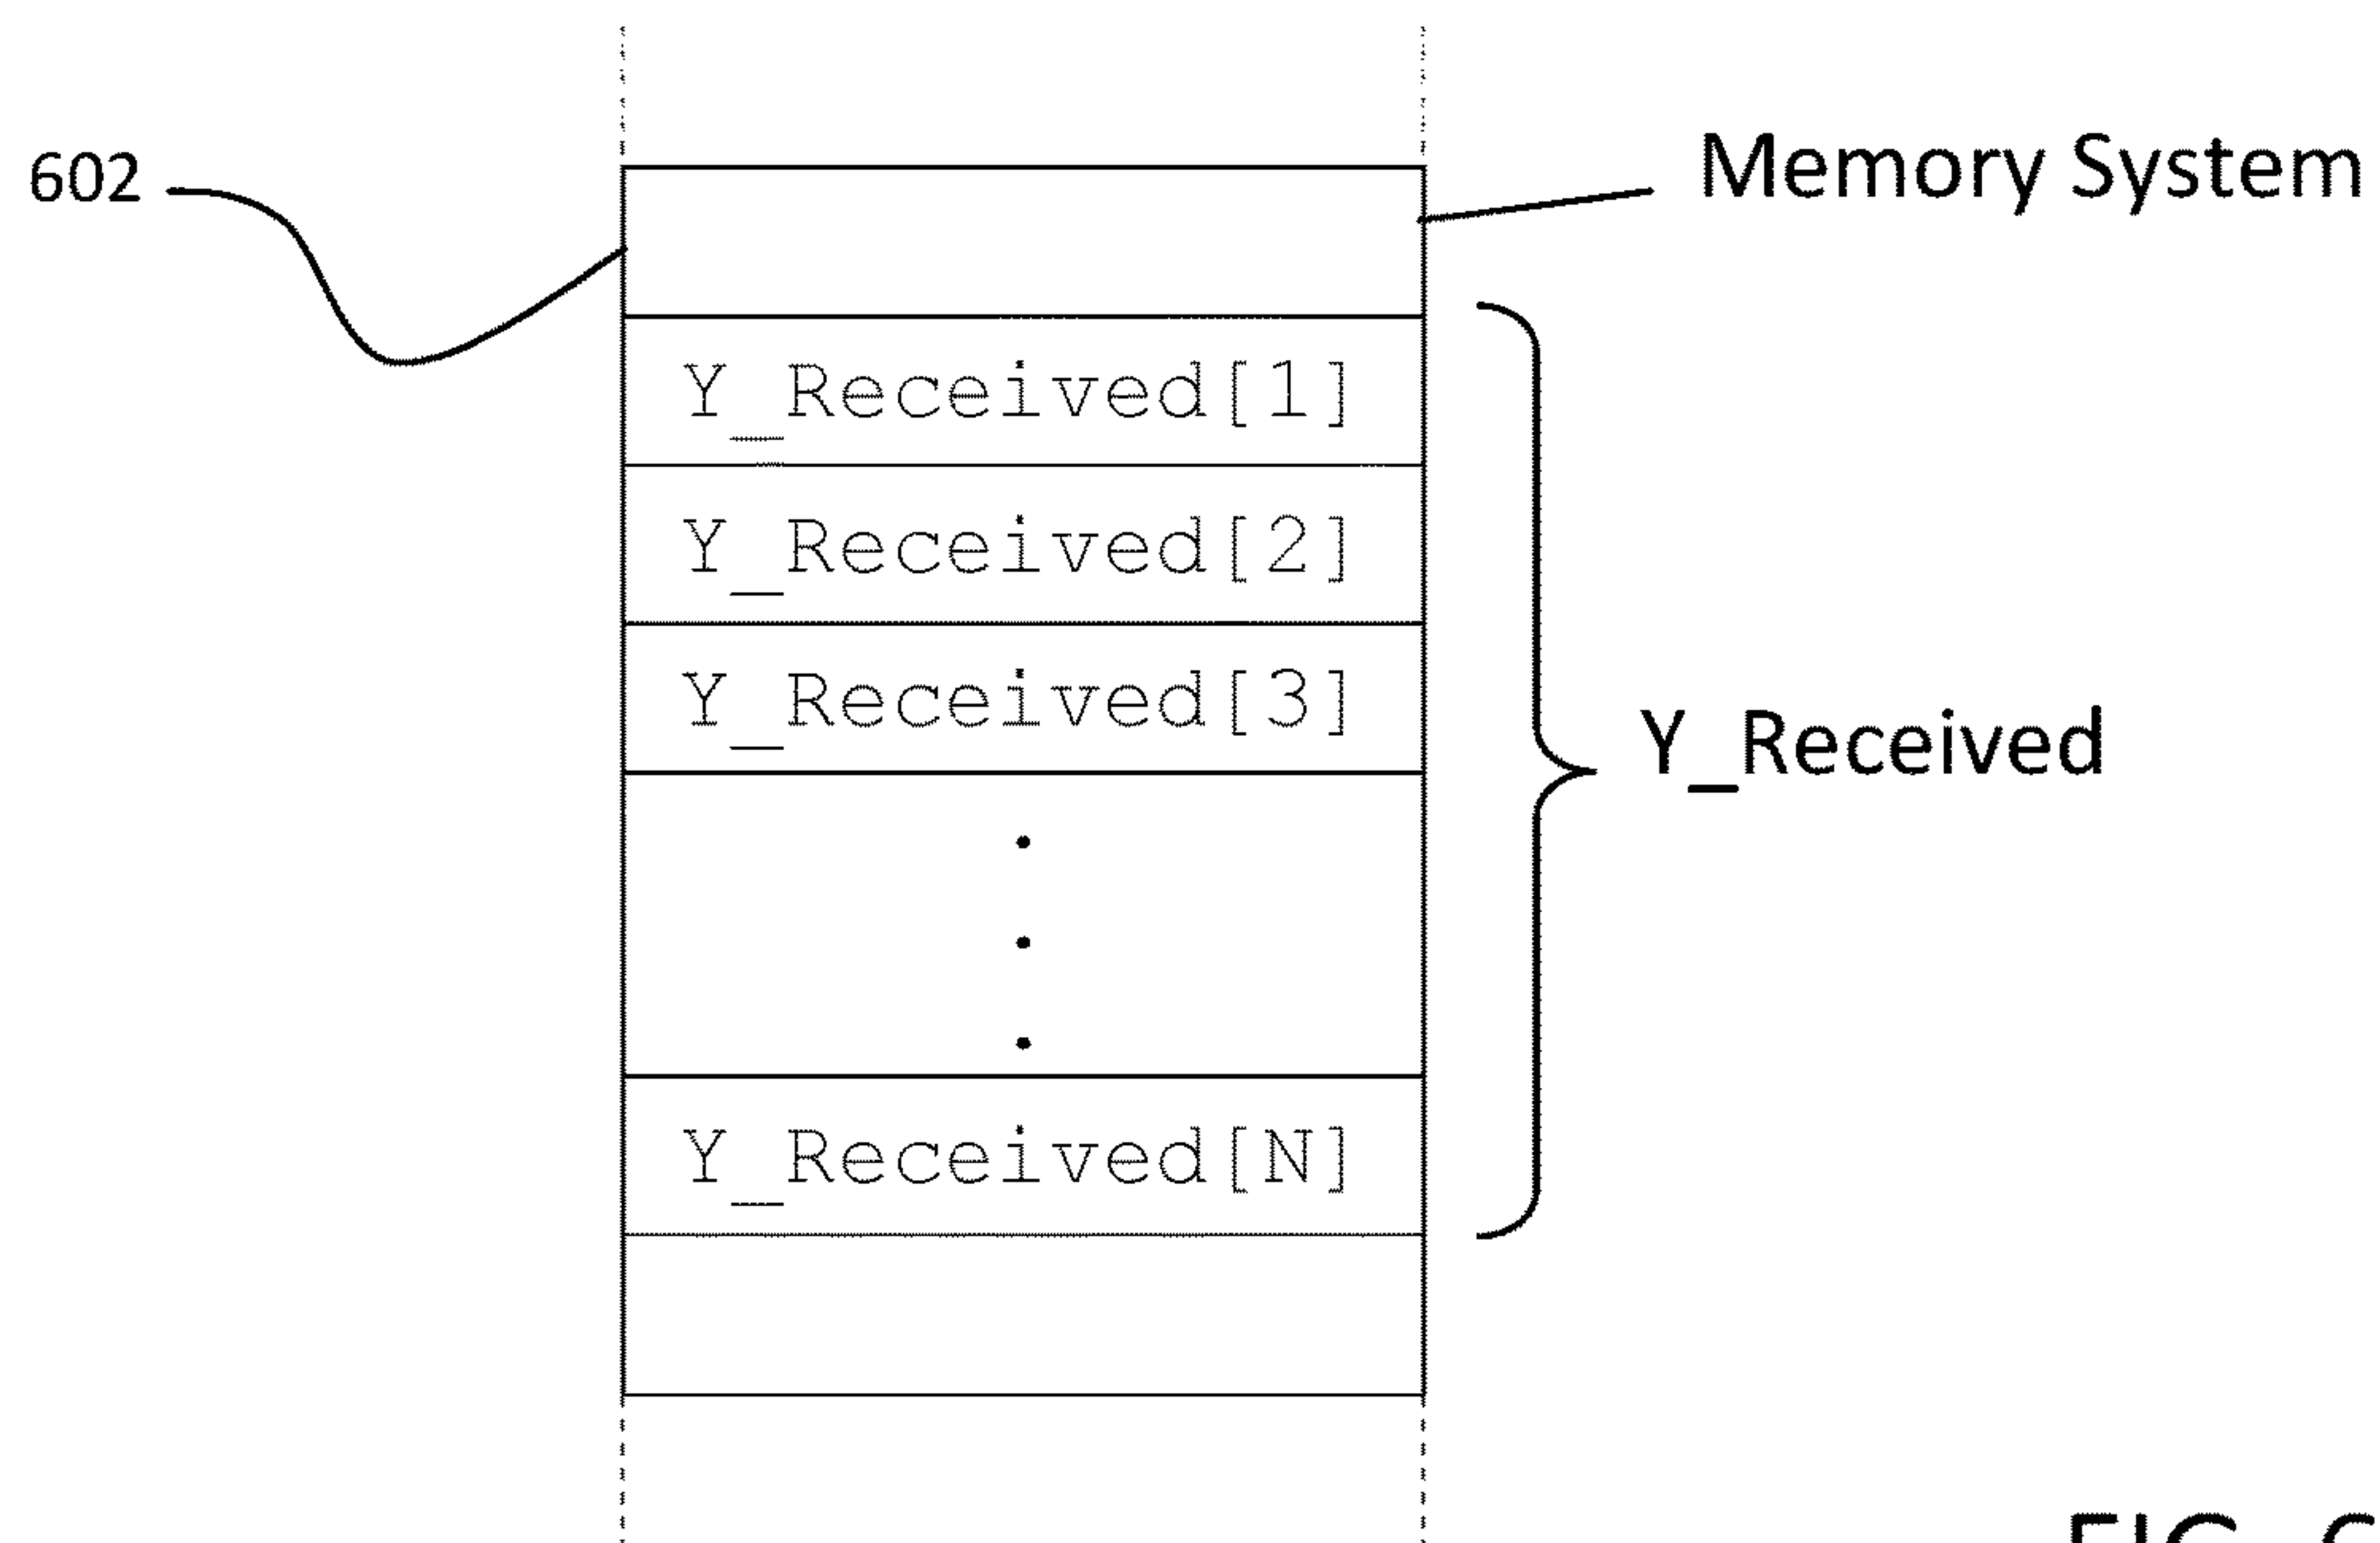 602
Memory System
Y_Received[1]
Y_Received[2]
Y_Received[3]
Y_Received
Y_Received[N]